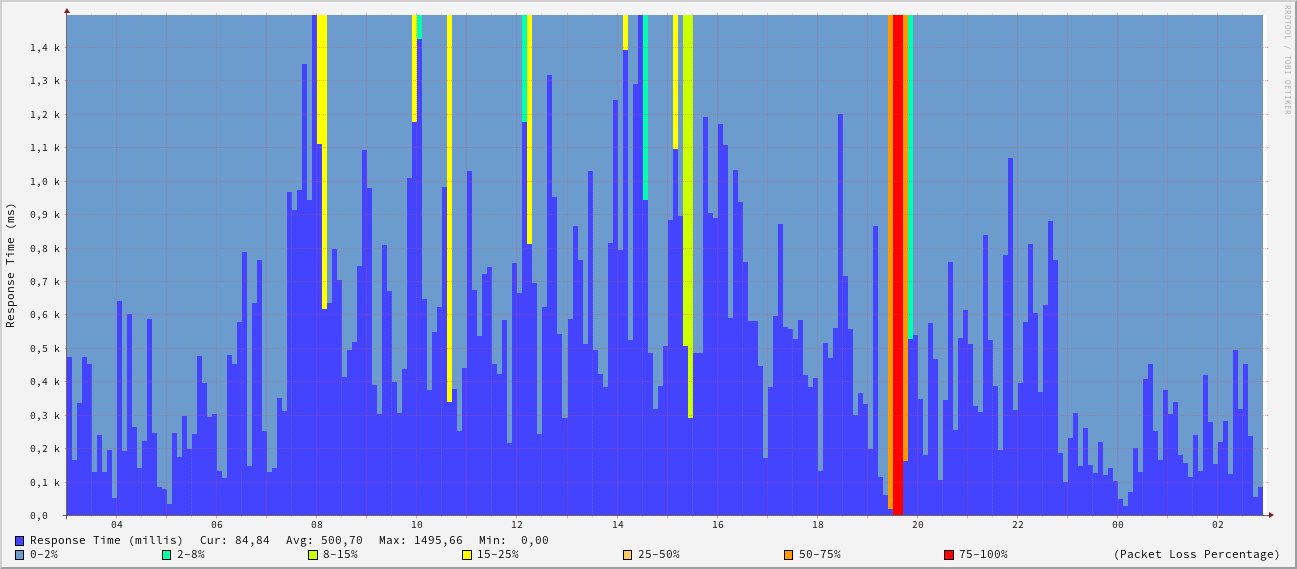 RRDTOOL / TOBI OETIKER
Response Time (ms)
1,4 k
1,3 k
1,2 k
1,1 k
1,0 k
0,9 k
0,8 k
0,7 k
0,6 k
0,5 k
0,4 k
0,3 k
0,2 k
0,1 k
0,0
04 06 08 10 12 14 16 18 20 22 00 02
Response Time (millis) Cur: 84,84 Avg: 500,70 Max: 1495,66 Min: 0,00
0-2% 2-8% 8-15% 15-25% 25-50% 50-75% 75-100% (Packet Loss Percentage)